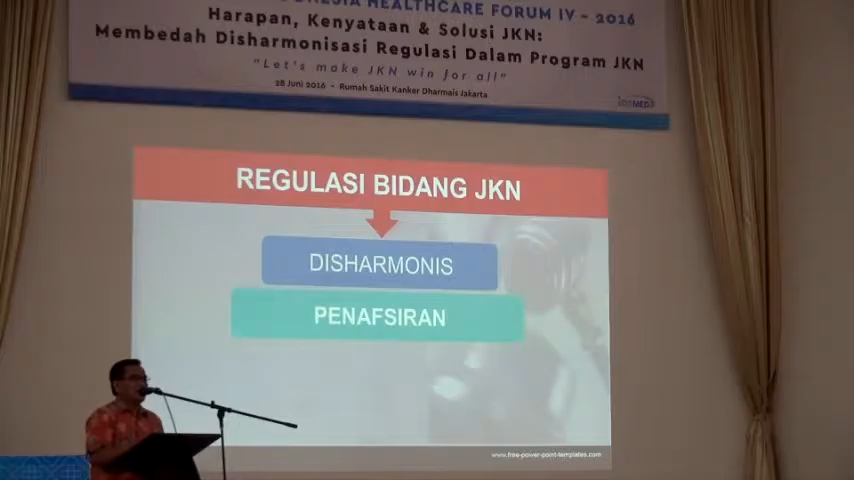 HEALTHCARE FORUM IV - 2016
Harapan, Kenyataan & Solusi JKN:
Membedah Disharmonisasi Regulasi Dalam Program JKN
"Let's make JKN win for all"
28 Juni 2016 - Rumah Sakit Kanker Dharmais Jakarta
REGULASI BIDANG JKN
DISHARMONIS
PENAFSIRAN
www.free-power-point-templates.com